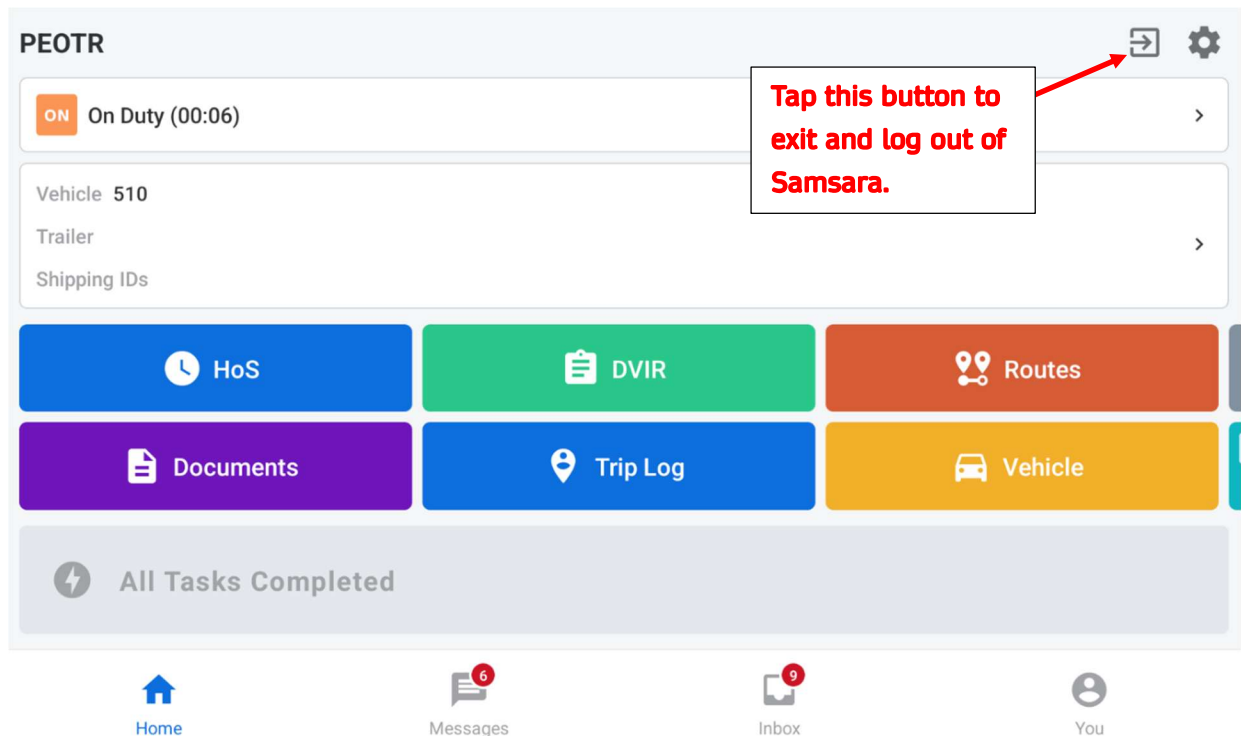 PEOTR
ON On Duty (00:06)
Tap this button to
exit and log out of
Samsara.
Vehicle 510
Trailer
Shipping IDs
HoS
DVIR
Routes
Documents
Trip Log
Vehicle
All Tasks Completed
6
9
Home
Messages
Inbox
You